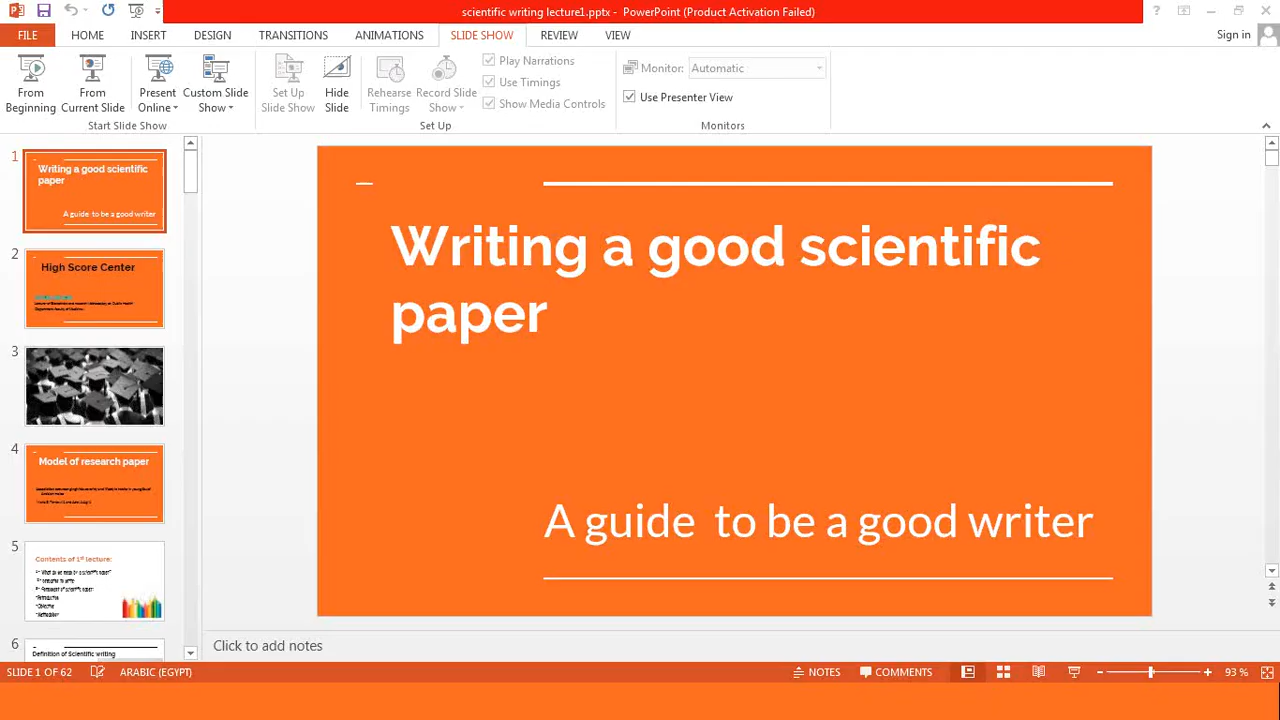 scientific writing lecture1.pptx - PowerPoint (Product Activation Failed)
FILE HOME INSERT DESIGN TRANSITIONS ANIMATIONS SLIDE SHOW REVIEW VIEW
Sign in
From Beginning
From Current Slide
Present Online
Custom Slide Show
Start Slide Show
Set Up Slide Show
Hide Slide
Rehearse Timings
Record Slide Show
Play Narrations
Use Timings
Show Media Controls
Set Up
Monitor: Automatic
Use Presenter View
Monitors
1
Writing a good scientific
paper
A guide to be a good writer
2
High Score Center
3
4
Model of research paper
5
Contents of 1st lecture:
6
Definition of Scientific writing
Writing a good scientific
paper
A guide to be a good writer
Click to add notes
SLIDE 1 OF 62
ARABIC (EGYPT)
NOTES
COMMENTS
93 %